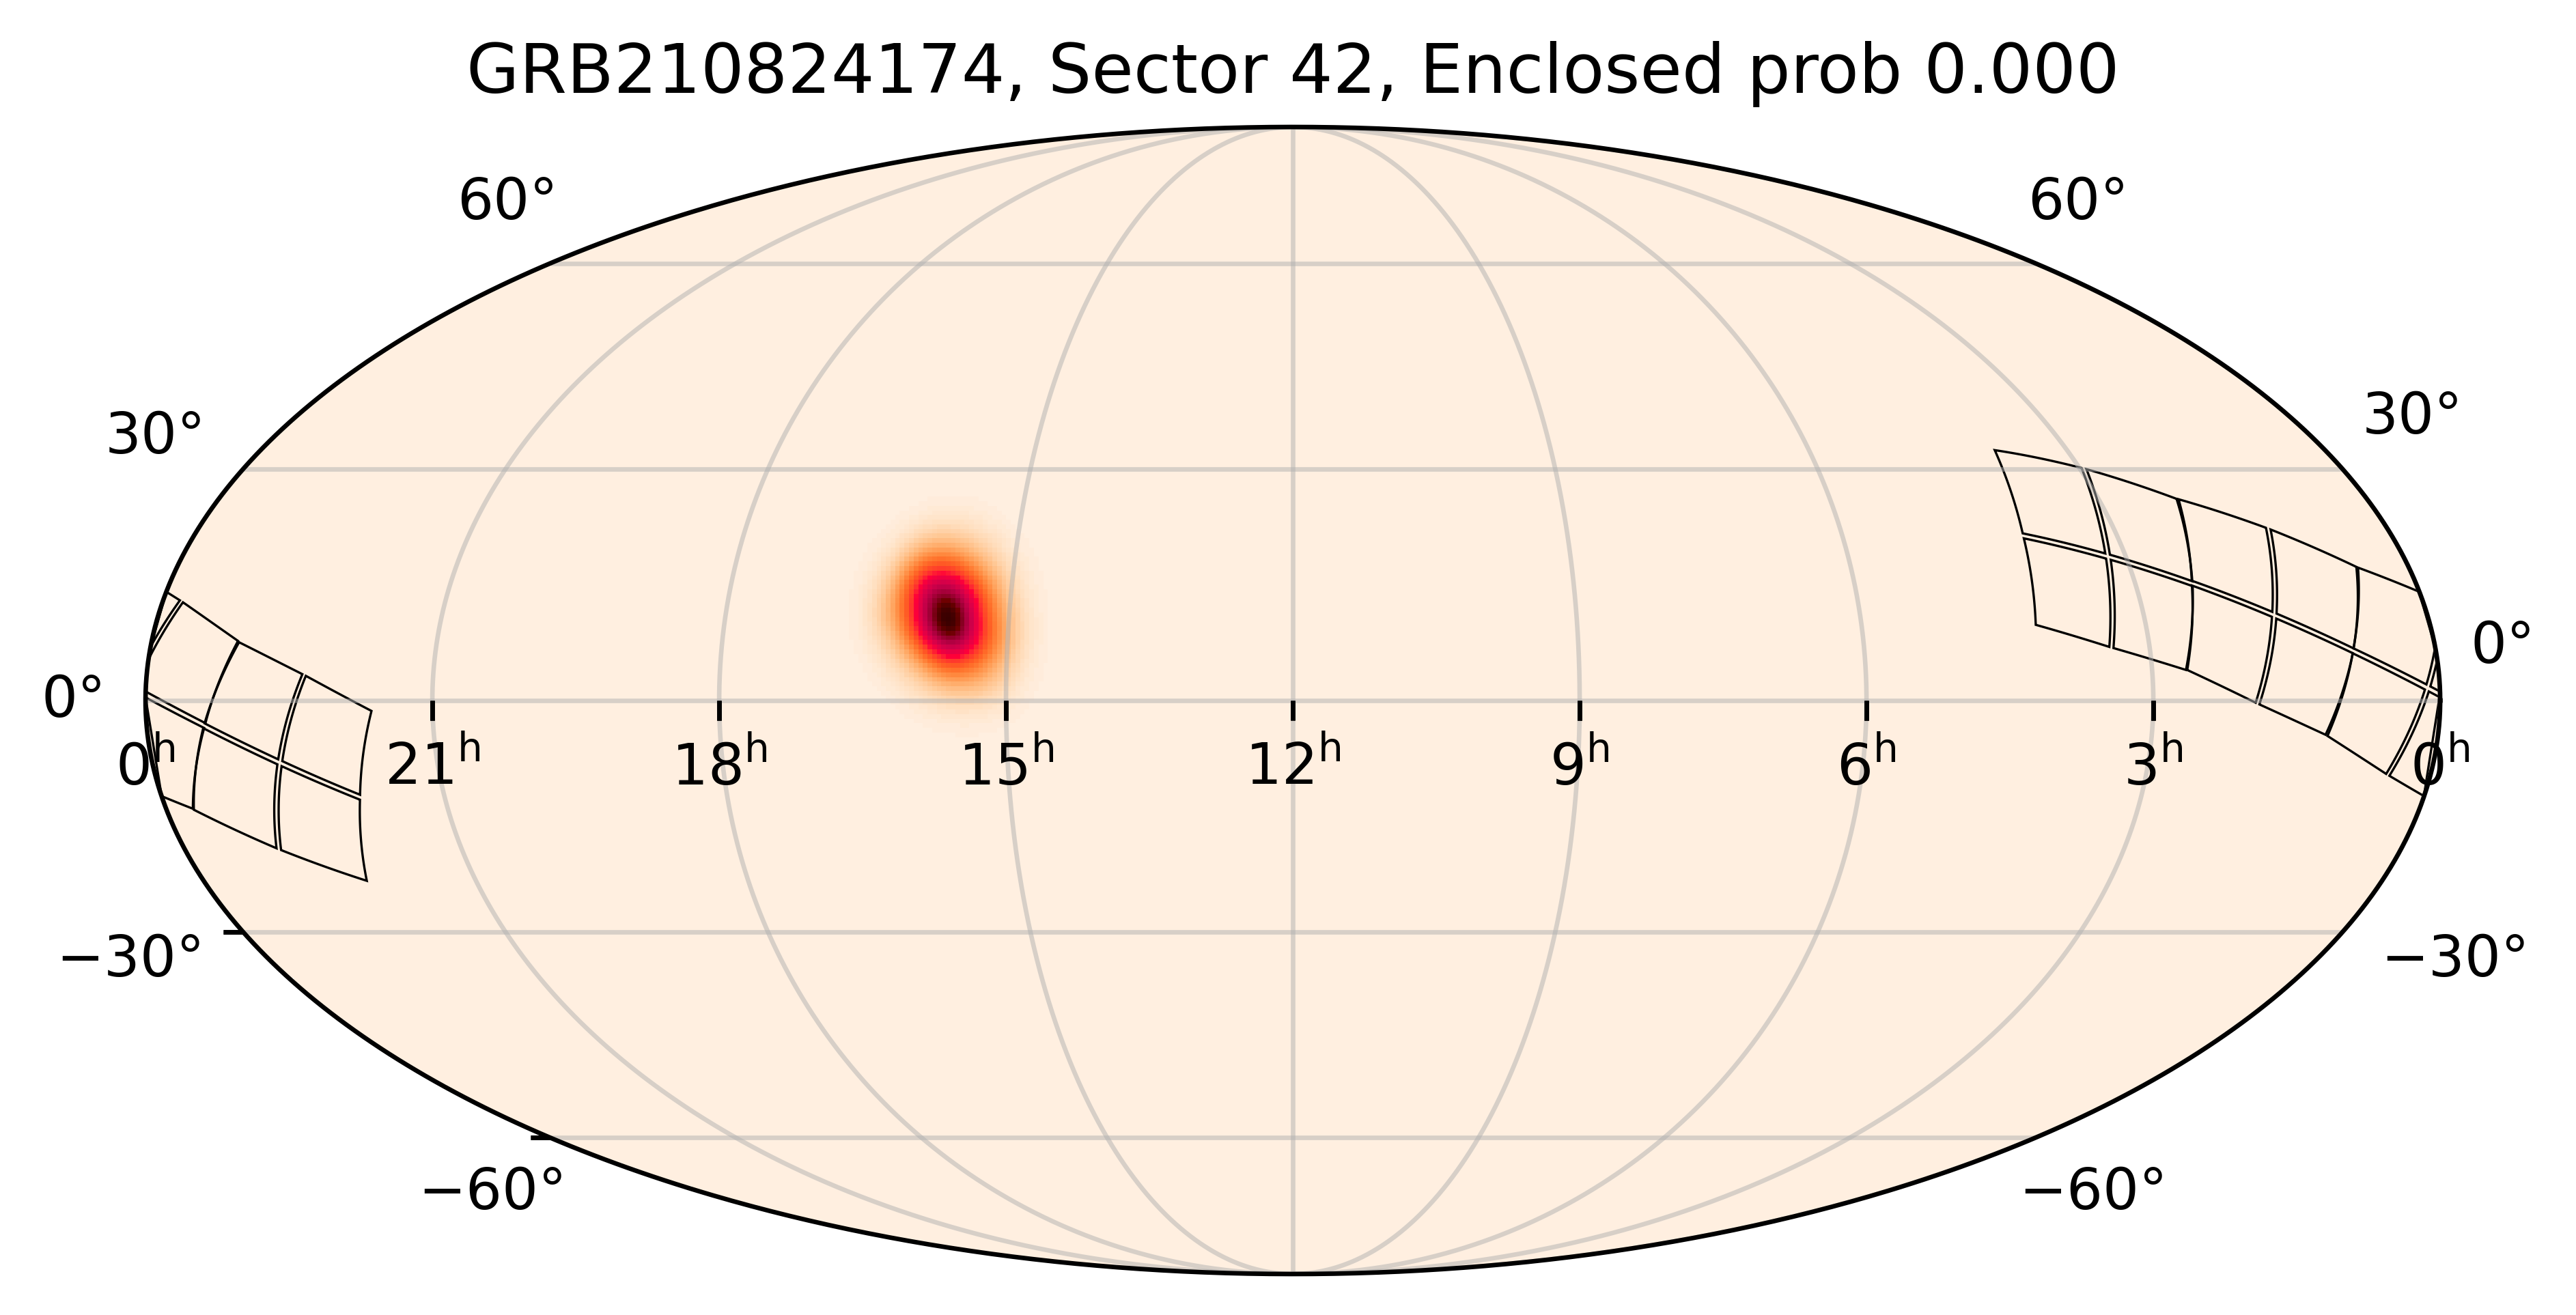 GRB210824174, Sector 42, Enclosed prob 0.000
60° 60°
30° 30°
0° 0°
0h 21h 18h 15h 12h 9h 6h 3h 0h
−30° −30°
−60° −60°